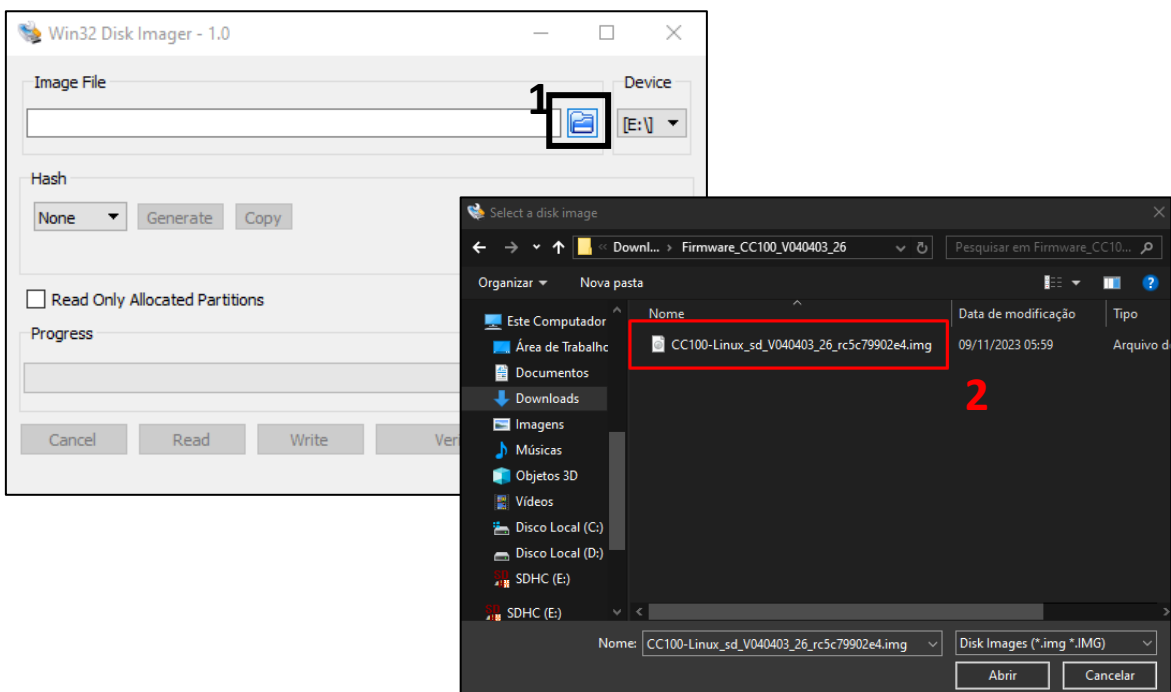 Win32 Disk Imager - 1.0
Image File
Device
1
[E:\]
Hash
None Generate Copy
Read Only Allocated Partitions
Progress
Cancel Read Write Ver
Select a disk image
« Downl... › Firmware_CC100_V040403_26
Pesquisar em Firmware_CC10...
Organizar Nova pasta
?
Nome Data de modificação Tipo
CC100-Linux_sd_V040403_26_rc5c79902e4.img 09/11/2023 05:59 Arquivo d
2
Este Computador
Área de Trabalhc
Documentos
Downloads
Imagens
Músicas
Objetos 3D
Vídeos
Disco Local (C:)
Disco Local (D:)
SDHC (E:)
SDHC (E:)
Nome: CC100-Linux_sd_V040403_26_rc5c79902e4.img Disk Images (*.img *.IMG)
Abrir Cancelar